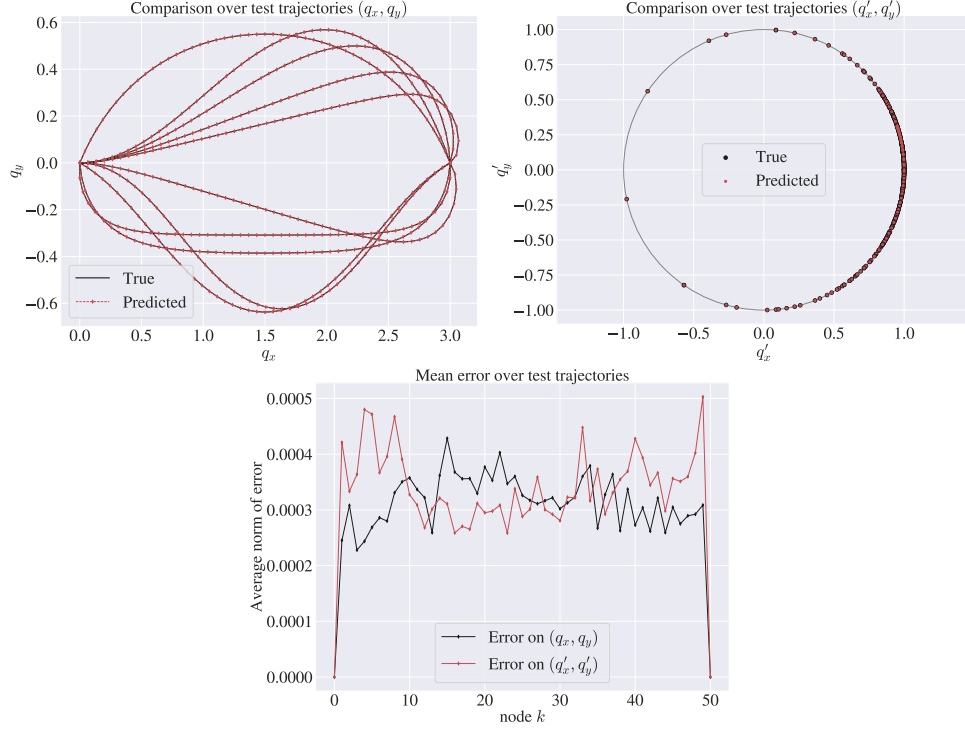 Comparison over test trajectories (q_x, q_y)
0.6
0.4
0.2
0.0
−0.2
−0.4
−0.6
q_y
True
Predicted
0.0 0.5 1.0 1.5 2.0 2.5 3.0
q_x
Comparison over test trajectories (q′_x, q′_y)
1.00
0.75
0.50
0.25
0.00
−0.25
−0.50
−0.75
−1.00
q′_y
True
Predicted
−1.0 −0.5 0.0 0.5 1.0
q′_x
Mean error over test trajectories
0.0005
0.0004
0.0003
0.0002
0.0001
0.0000
Average norm of error
Error on (q_x, q_y)
Error on (q′_x, q′_y)
0 10 20 30 40 50
node k